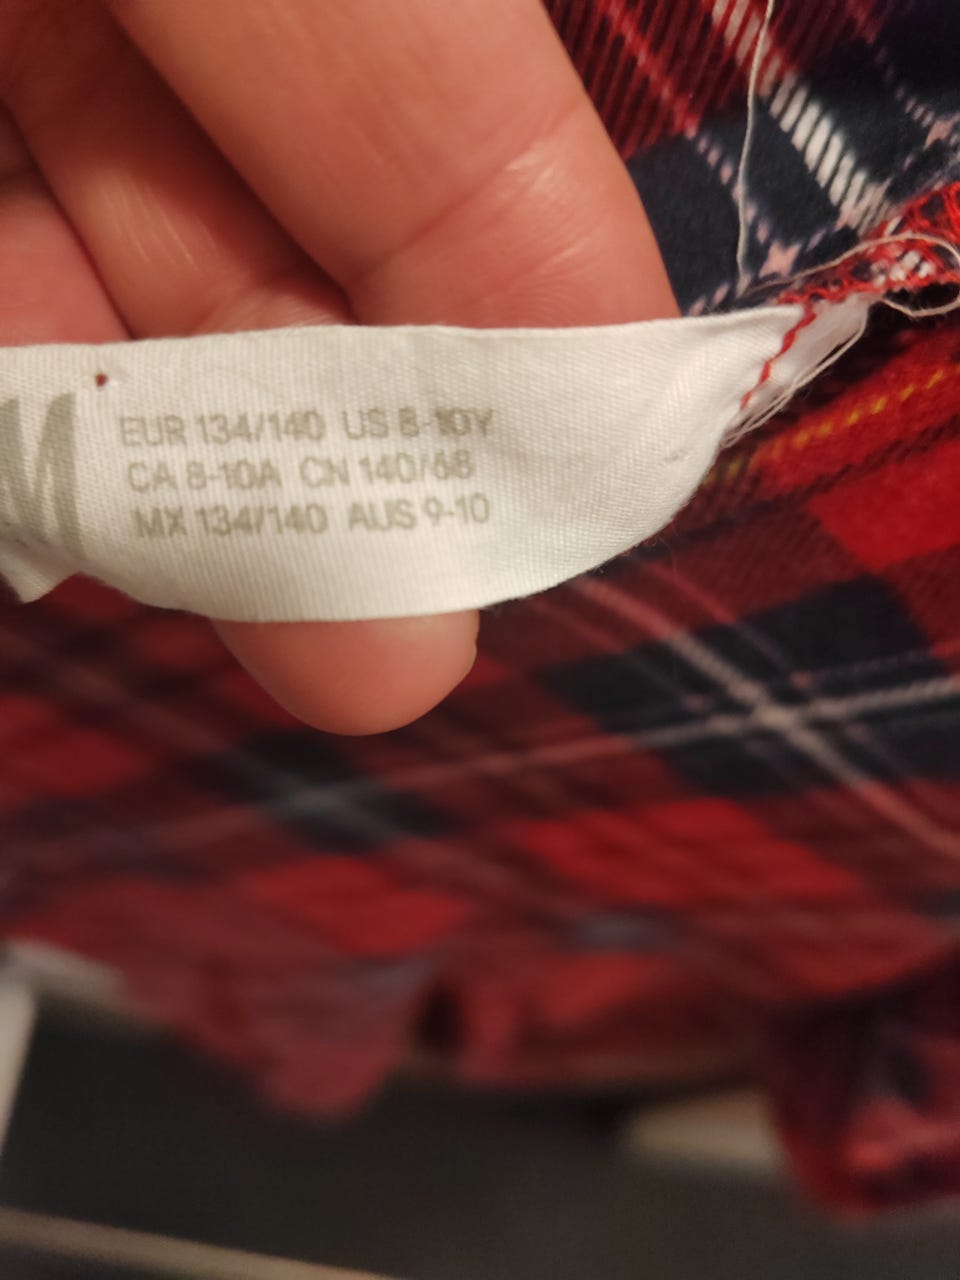 M
EUR 134/140 US 8-10Y
CA 8-10A CN 140/68
MX 134/140 AUS 9-10